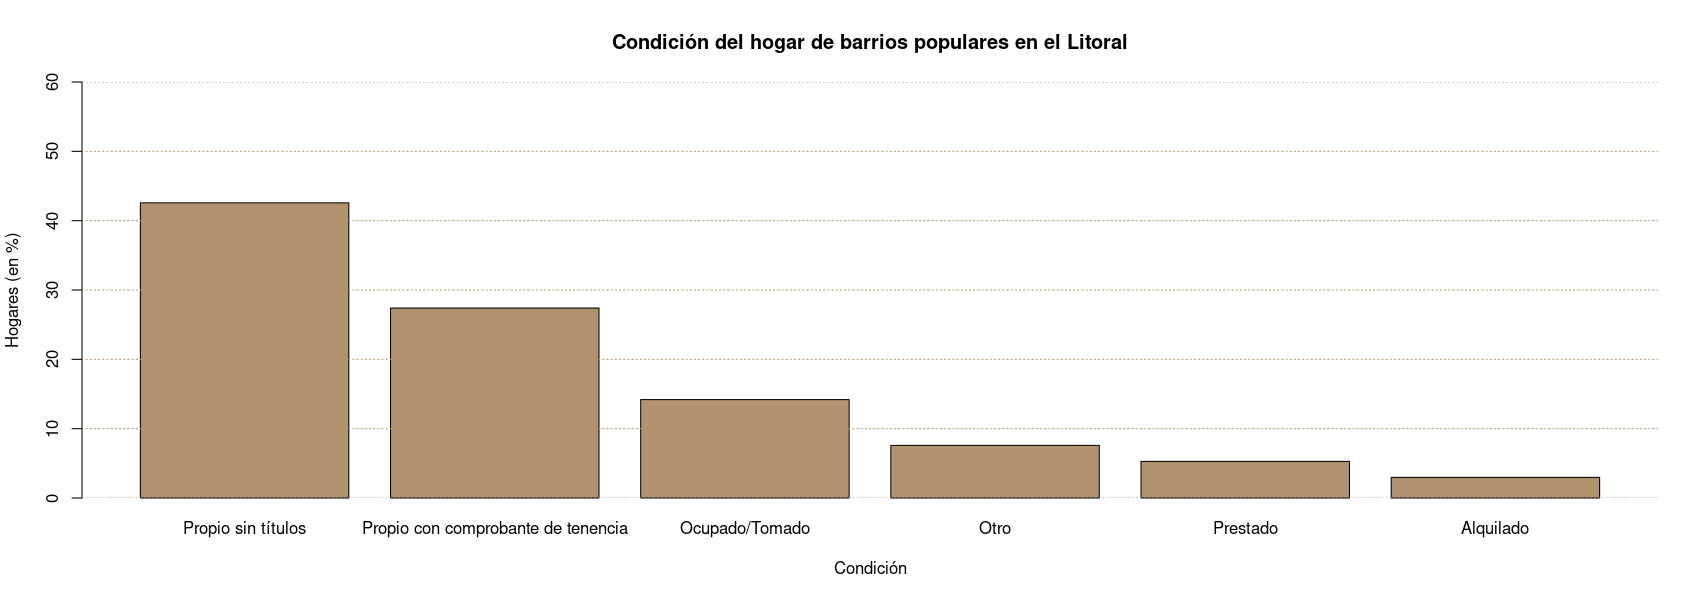 Condición del hogar de barrios populares en el Litoral
Hogares (en %)
60
50
40
30
20
10
0
Propio sin títulos
Propio con comprobante de tenencia
Ocupado/Tomado
Otro
Prestado
Alquilado
Condición